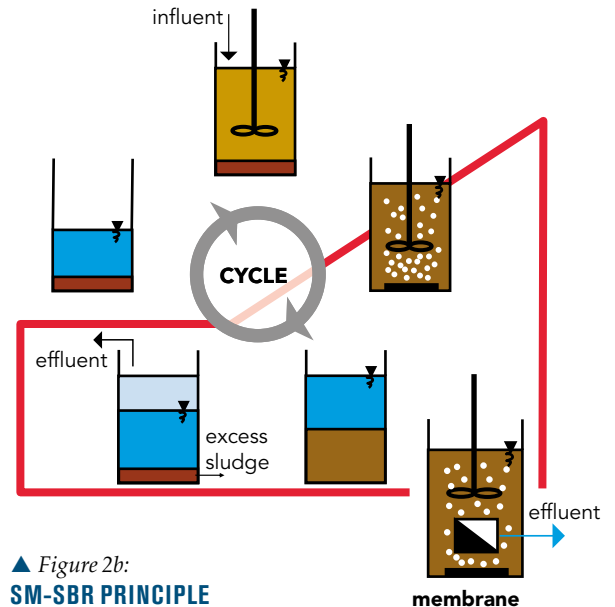 influent
CYCLE
effluent
excess
sludge
effluent
▲ Figure 2b:
SM-SBR PRINCIPLE
membrane